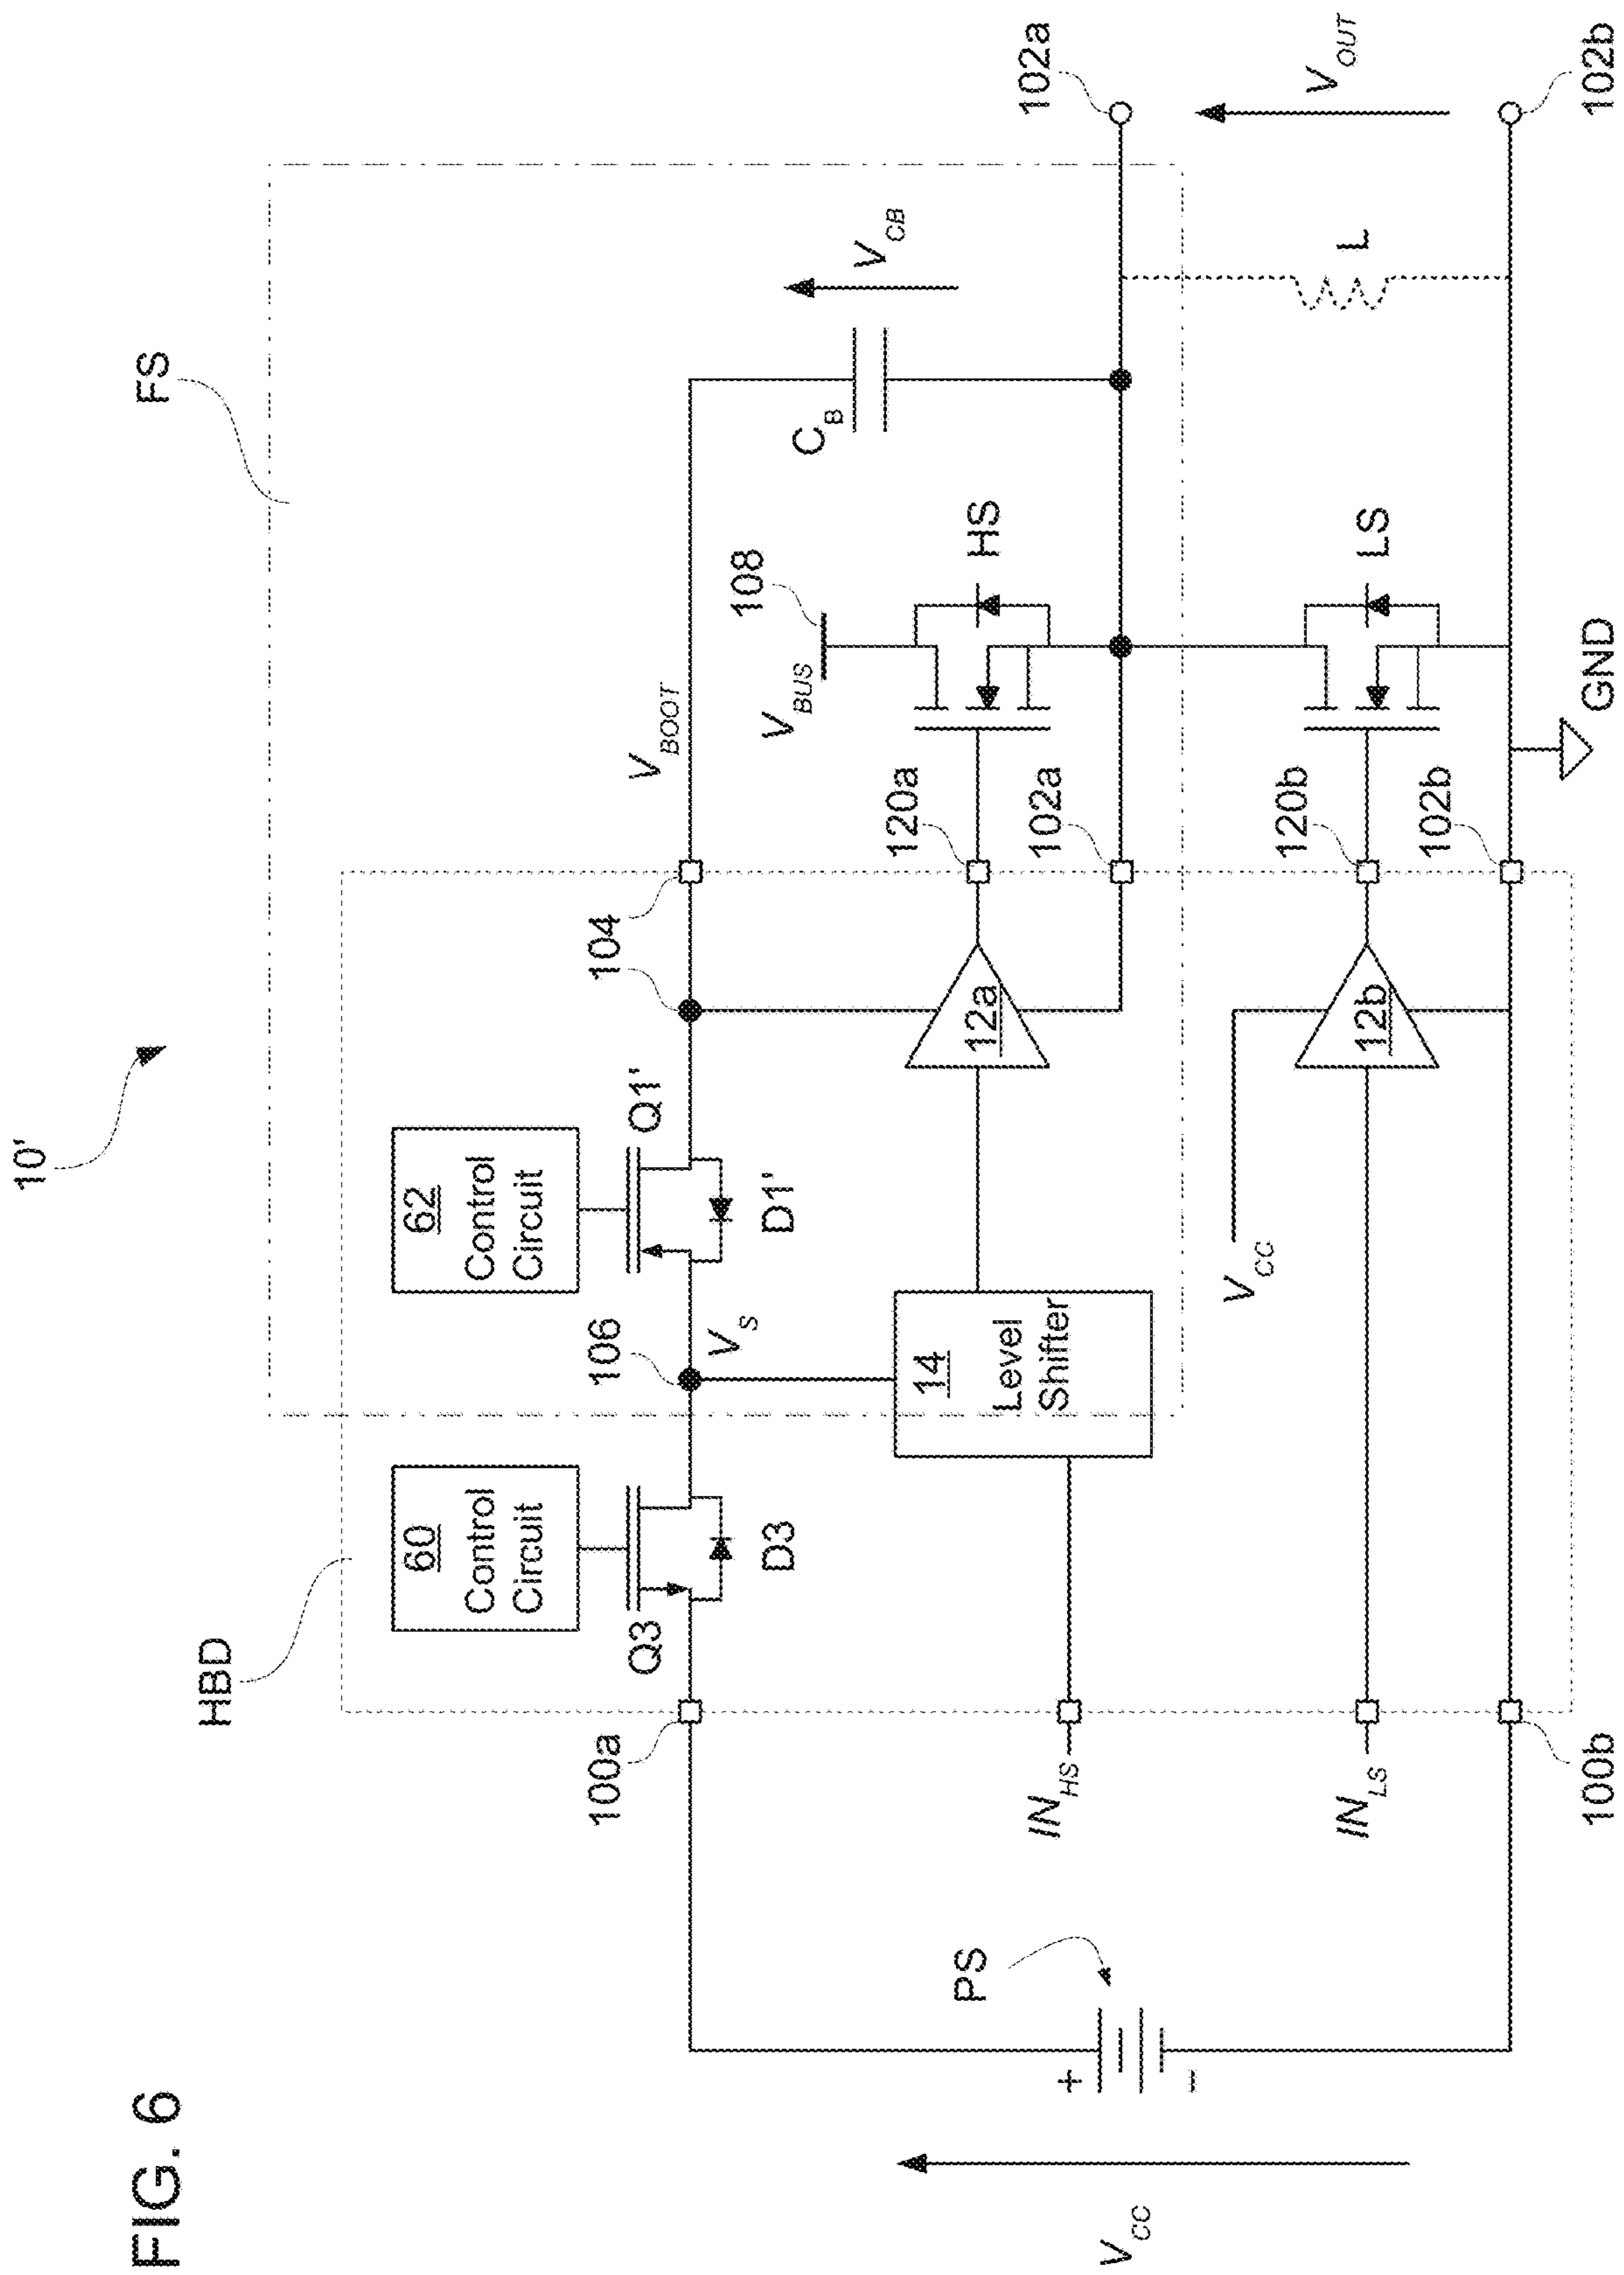 FIG. 6
10'
FS
HBD
60
Control
Circuit
62
Control
Circuit
Q3
D3
Q1'
D1'
100a
106
V_S
104
104
V_BOOT
V_CB
C_B
108
V_BUS
HS
102a
120a
102a
12a
14
Level
Shifter
IN_HS
PS
+
-
V_CC
V_CC
12b
120b
LS
L
V_OUT
IN_LS
100b
102b
GND
102b